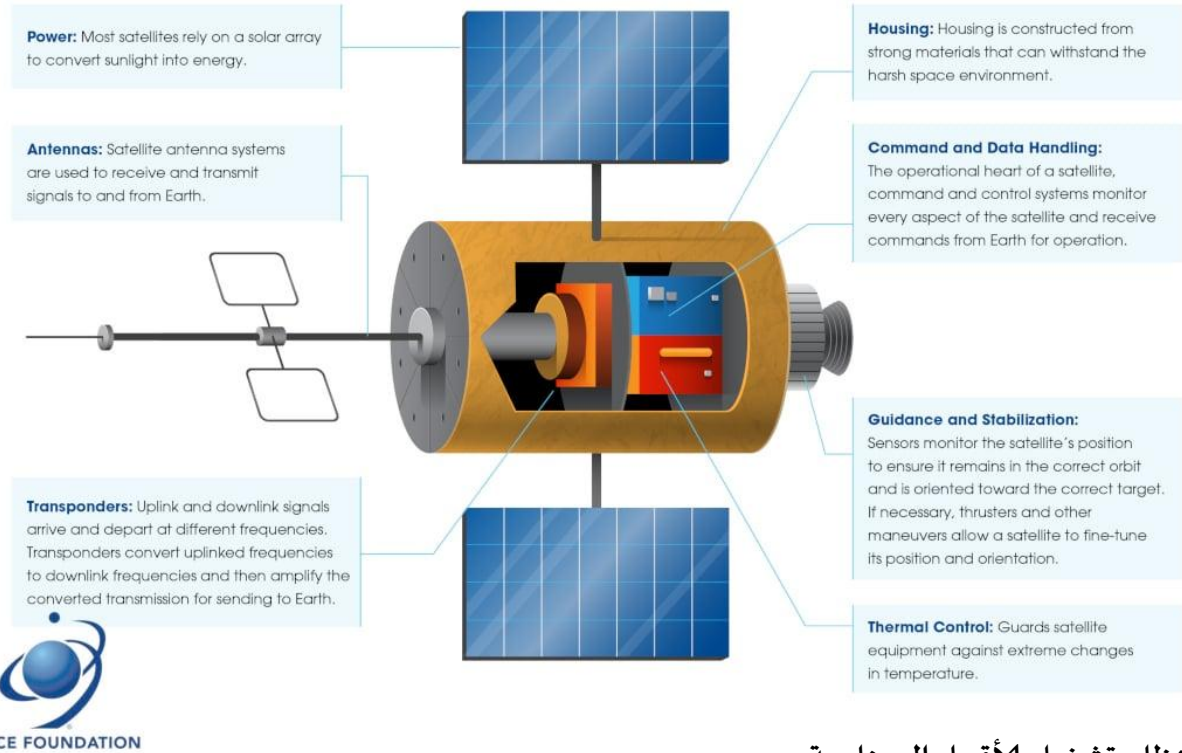 Power: Most satellites rely on a solar array
to convert sunlight into energy.
Antennas: Satellite antenna systems
are used to receive and transmit
signals to and from Earth.
Transponders: Uplink and downlink signals
arrive and depart at different frequencies.
Transponders convert uplinked frequencies
to downlink frequencies and then amplify the
converted transmission for sending to Earth.
Housing: Housing is constructed from
strong materials that can withstand the
harsh space environment.
Command and Data Handling:
The operational heart of a satellite,
command and control systems monitor
every aspect of the satellite and receive
commands from Earth for operation.
Guidance and Stabilization:
Sensors monitor the satellite's position
to ensure it remains in the correct orbit
and is oriented toward the correct target.
If necessary, thrusters and other
maneuvers allow a satellite to fine-tune
its position and orientation.
Thermal Control: Guards satellite
equipment against extreme changes
in temperature.
CE FOUNDATION